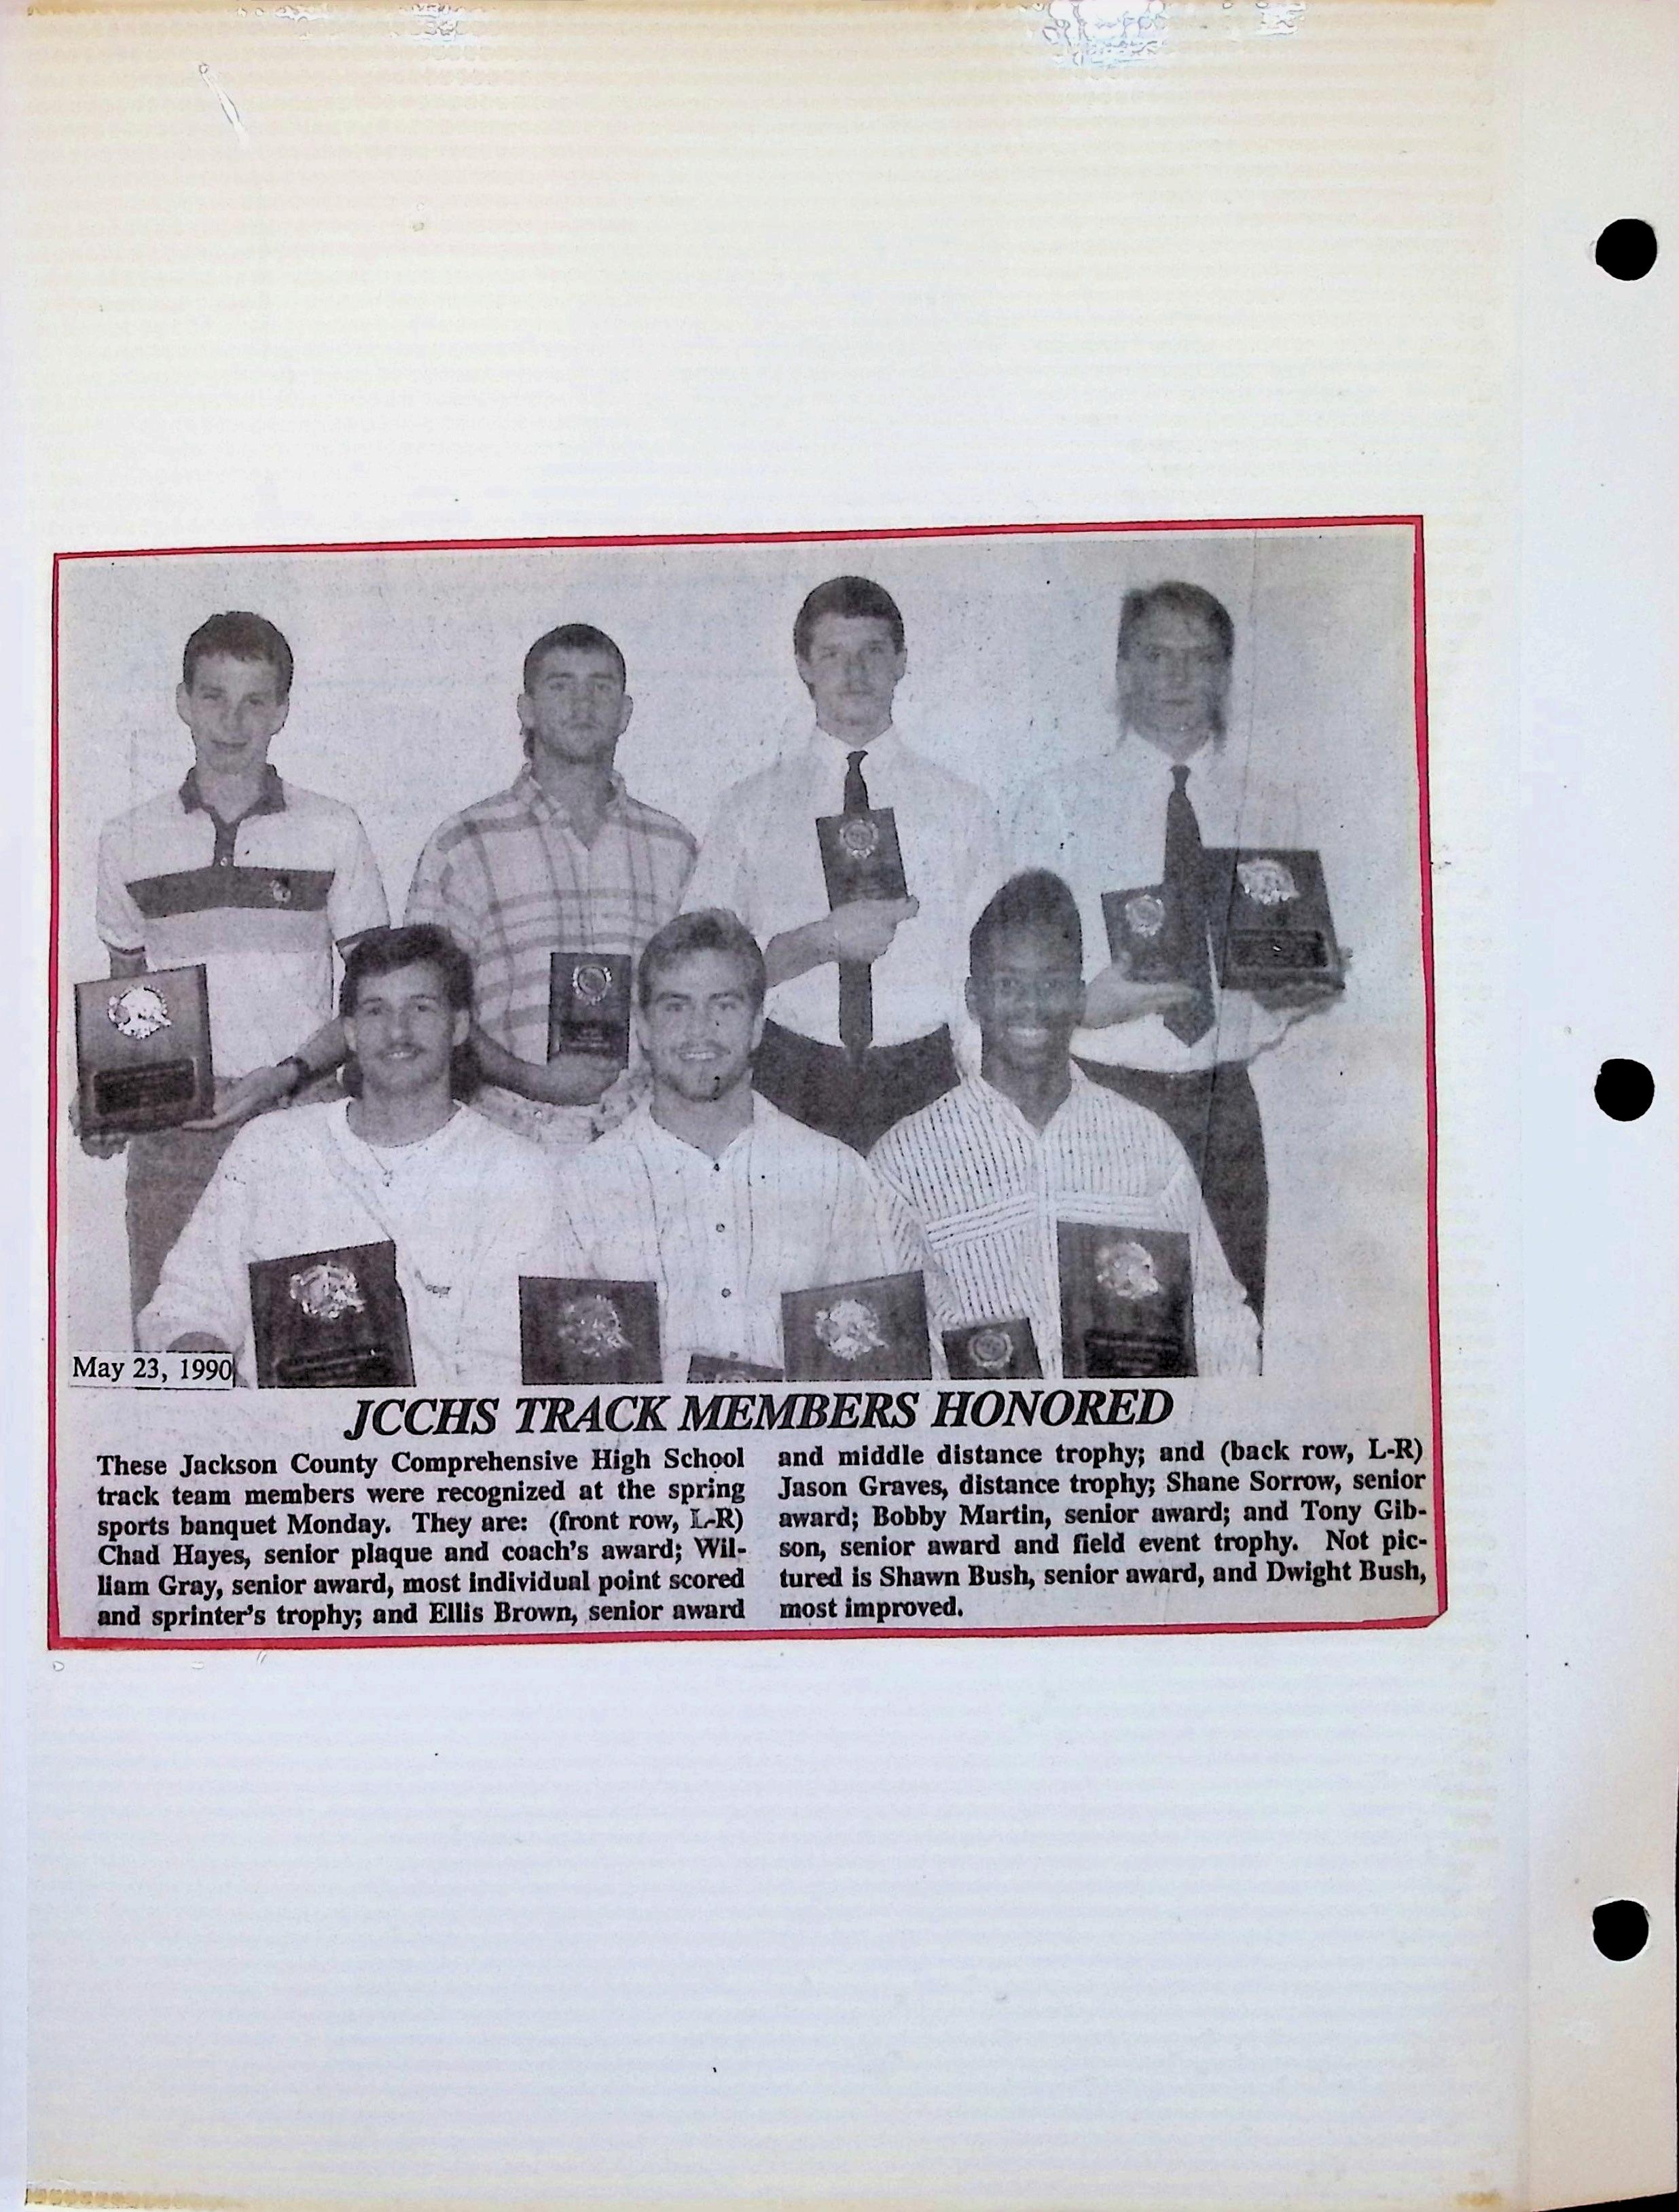 May 23, 1990
JCCHS TRACK MEMBERS HONORED
These Jackson County Comprehensive High School
track team members were recognized at the spring
sports banquet Monday. They are: (front row, L-R)
Chad Hayes, senior plaque and coach's award; Wil-
liam Gray, senior award, most individual point scored
and sprinter's trophy; and Ellis Brown, senior award
and middle distance trophy; and (back row, L-R)
Jason Graves, distance trophy; Shane Sorrow, senior
award; Bobby Martin, senior award; and Tony Gib-
son, senior award and field event trophy. Not pic-
tured is Shawn Bush, senior award, and Dwight Bush,
most improved.